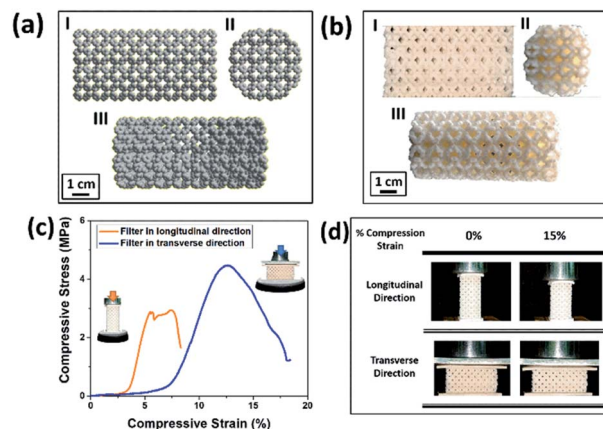 (a)
I
II
III
1 cm
(b)
I
II
III
1 cm
(c)
Filter in longitudinal direction
Filter in transverse direction
Compressive Stress (MPa)
6
4
2
0
0
5
10
15
20
Compressive Strain (%)
(d)
% Compression
Strain
0%
15%
Longitudinal
Direction
Transverse
Direction